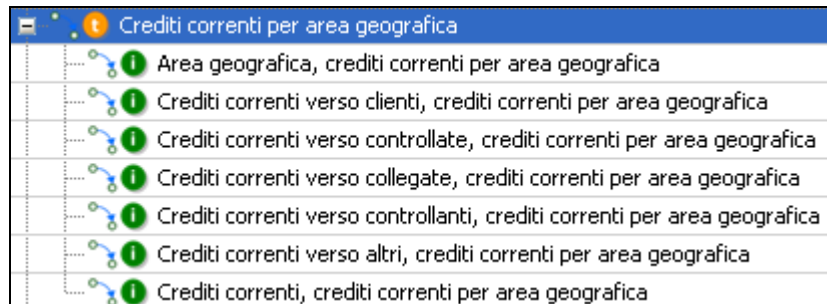 t Crediti correnti per area geografica
i Area geografica, crediti correnti per area geografica
i Crediti correnti verso clienti, crediti correnti per area geografica
i Crediti correnti verso controllate, crediti correnti per area geografica
i Crediti correnti verso collegate, crediti correnti per area geografica
i Crediti correnti verso controllanti, crediti correnti per area geografica
i Crediti correnti verso altri, crediti correnti per area geografica
i Crediti correnti, crediti correnti per area geografica